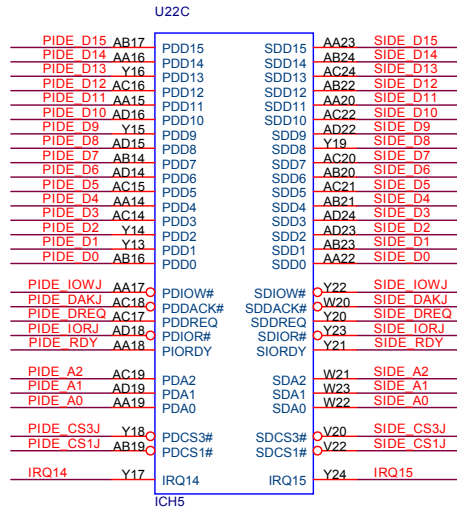 U22C
PIDE_D15 AB17 PDD15 SDD15 AA23 SIDE_D15
PIDE_D14 AA16 PDD14 SDD14 AB24 SIDE_D14
PIDE_D13 Y16 PDD13 SDD13 AC24 SIDE_D13
PIDE_D12 AC16 PDD12 SDD12 AB22 SIDE_D12
PIDE_D11 AA15 PDD11 SDD11 AA20 SIDE_D11
PIDE_D10 AD16 PDD10 SDD10 AC22 SIDE_D10
PIDE_D9 Y15 PDD9 SDD9 AD22 SIDE_D9
PIDE_D8 AD15 PDD8 SDD8 Y19 SIDE_D8
PIDE_D7 AB14 PDD7 SDD7 AC20 SIDE_D7
PIDE_D6 AD14 PDD6 SDD6 AB20 SIDE_D6
PIDE_D5 AC15 PDD5 SDD5 AC21 SIDE_D5
PIDE_D4 AA14 PDD4 SDD4 AB21 SIDE_D4
PIDE_D3 AC14 PDD3 SDD3 AD24 SIDE_D3
PIDE_D2 Y14 PDD2 SDD2 AD23 SIDE_D2
PIDE_D1 Y13 PDD1 SDD1 AB23 SIDE_D1
PIDE_D0 AB16 PDD0 SDD0 AA22 SIDE_D0
PIDE_IOWJ AA17 PDIOW# SDIOW# Y22 SIDE_IOWJ
PIDE_DAKJ AC18 PDDACK# SDDACK# W20 SIDE_DAKJ
PIDE_DREQ AC17 PDDREQ SDDREQ Y20 SIDE_DREQ
PIDE_IORJ AD18 PDIOR# SDIOR# Y23 SIDE_IORJ
PIDE_RDY AA18 PIORDY SIORDY Y21 SIDE_RDY
PIDE_A2 AC19 PDA2 SDA2 W21 SIDE_A2
PIDE_A1 AD19 PDA1 SDA1 W23 SIDE_A1
PIDE_A0 AA19 PDA0 SDA0 W22 SIDE_A0
PIDE_CS3J Y18 PDCS3# SDCS3# V20 SIDE_CS3J
PIDE_CS1J AB19 PDCS1# SDCS1# V22 SIDE_CS1J
IRQ14 Y17 IRQ14 IRQ15 Y24 IRQ15
ICH5